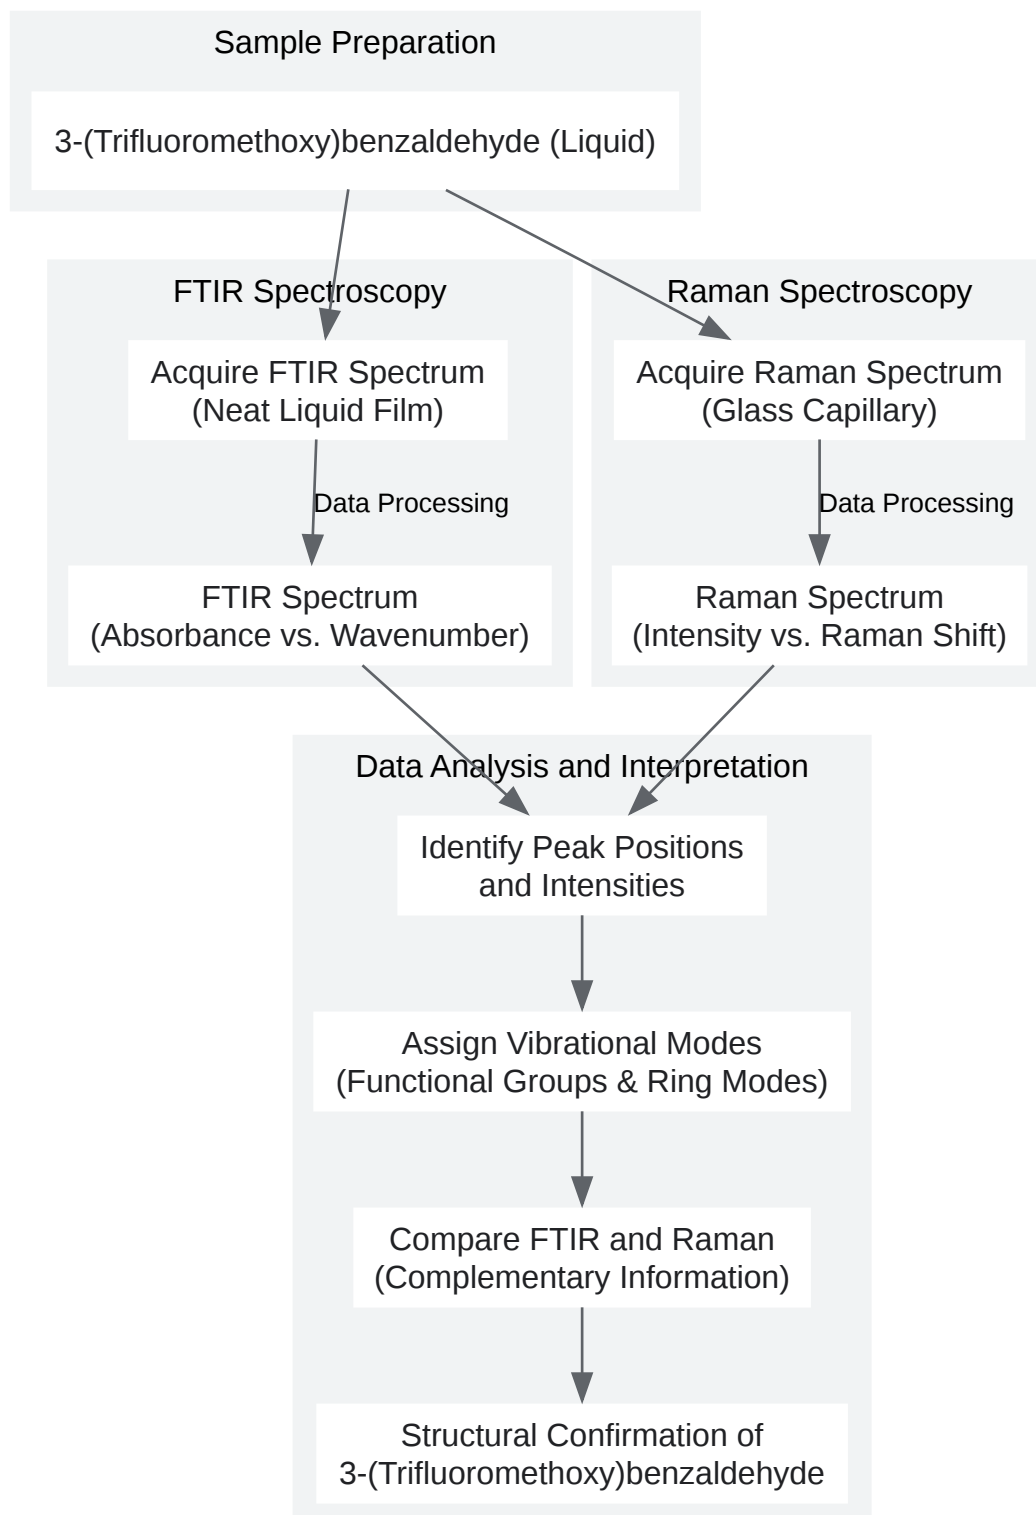 Sample Preparation
3-(Trifluoromethoxy)benzaldehyde (Liquid)
FTIR Spectroscopy
Acquire FTIR Spectrum
(Neat Liquid Film)
Data Processing
FTIR Spectrum
(Absorbance vs. Wavenumber)
Raman Spectroscopy
Acquire Raman Spectrum
(Glass Capillary)
Data Processing
Raman Spectrum
(Intensity vs. Raman Shift)
Data Analysis and Interpretation
Identify Peak Positions
and Intensities
Assign Vibrational Modes
(Functional Groups & Ring Modes)
Compare FTIR and Raman
(Complementary Information)
Structural Confirmation of
3-(Trifluoromethoxy)benzaldehyde